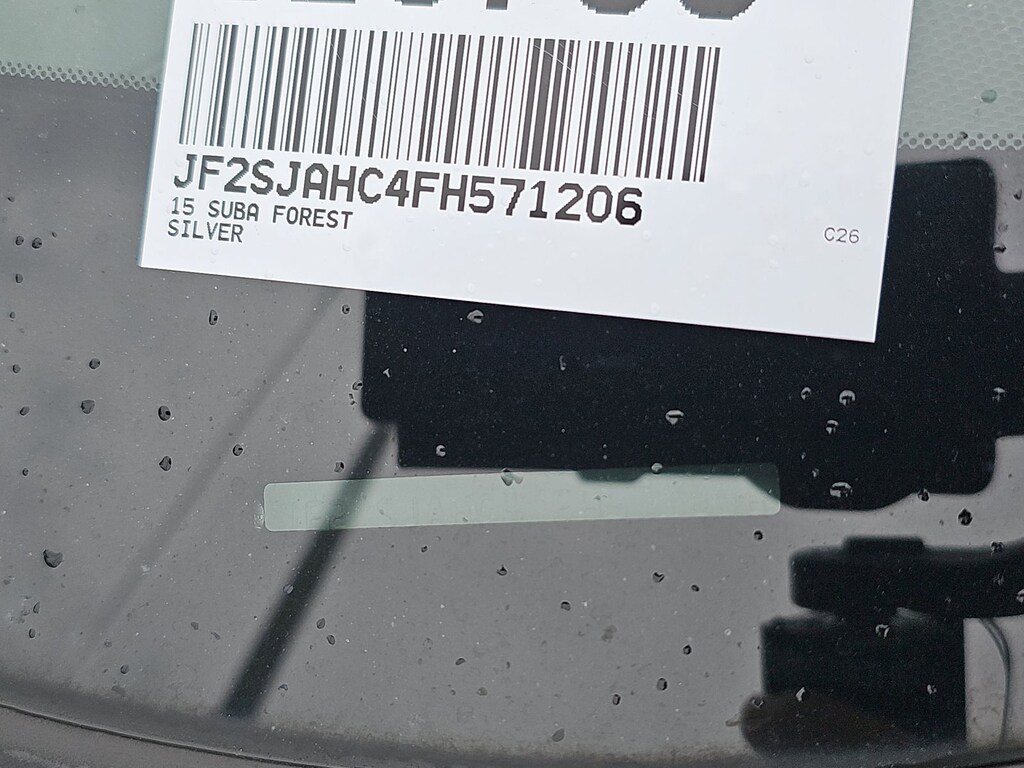 JF2SJAHC4FH571206
15 SUBA FOREST
SILVER
C26